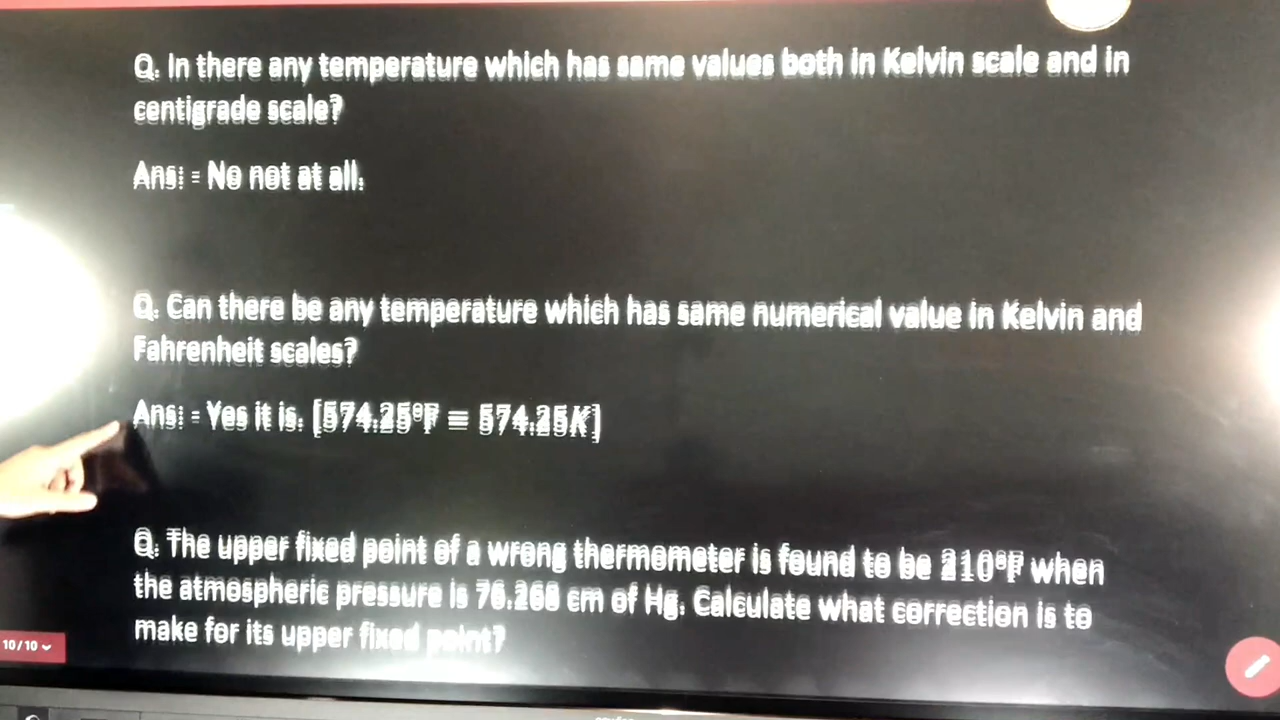 Q. In there any temperature which has same values both in Kelvin scale and in
centigrade scale?
Ans: - No not at all.
Q. Can there be any temperature which has same numerical value in Kelvin and
Fahrenheit scales?
Ans: - Yes it is. [574.25⁰F = 574.25K]
Q. The upper fixed point of a wrong thermometer is found to be 210⁰F when
the atmospheric pressure is 76.268 cm of Hg. Calculate what correction is to
make for its upper fixed point?
10/10